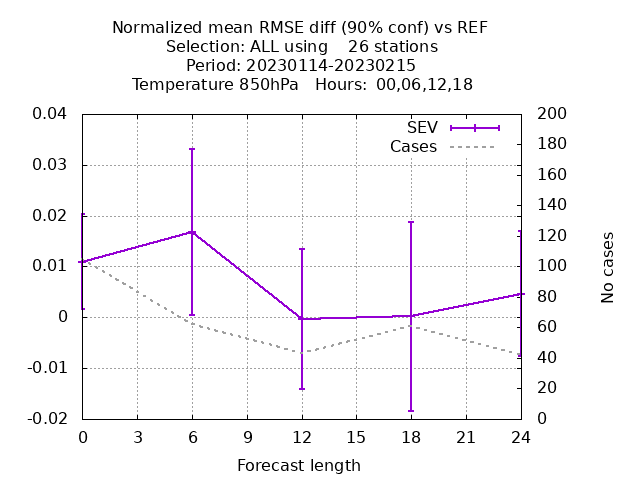 Normalized mean RMSE diff (90% conf) vs REF
Selection: ALL using    26 stations
Period: 20230114-20230215
Temperature 850hPa   Hours:  00,06,12,18
SEV
Cases
0.04
0.03
0.02
0.01
0
-0.01
-0.02
200
180
160
140
120
100
80
60
40
20
0
No cases
0 3 6 9 12 15 18 21 24
Forecast length